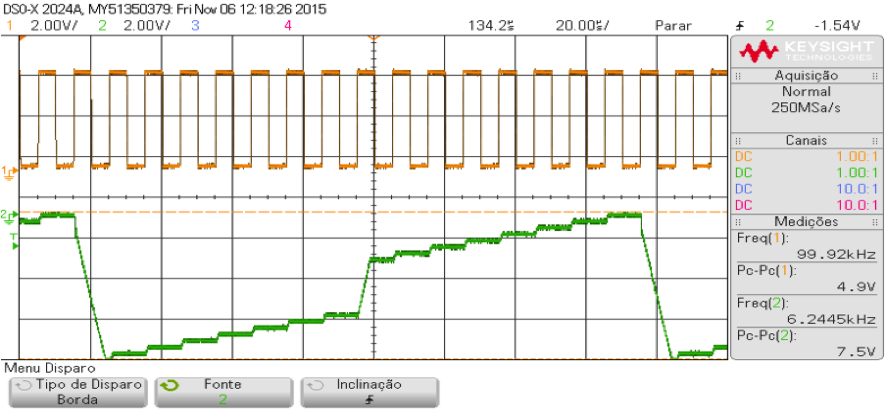 DSO-X 2024A, MY51350379: Fri Nov 06 12:18:26 2015
1 2.00V/ 2 2.00V/ 3 4 134.2s 20.00s/ Parar 2 -1.54V
KEYSIGHT
TECHNOLOGIES
Aquisição
Normal
250MSa/s
Canais
DC 1.00:1
DC 1.00:1
DC 10.0:1
DC 10.0:1
Medições
Freq(1):
99.92kHz
Pc-Pc(1):
4.9V
Freq(2):
6.2445kHz
Pc-Pc(2):
7.5V
1
2
T
Menu Disparo
Tipo de Disparo
Borda
Fonte
2
Inclinação